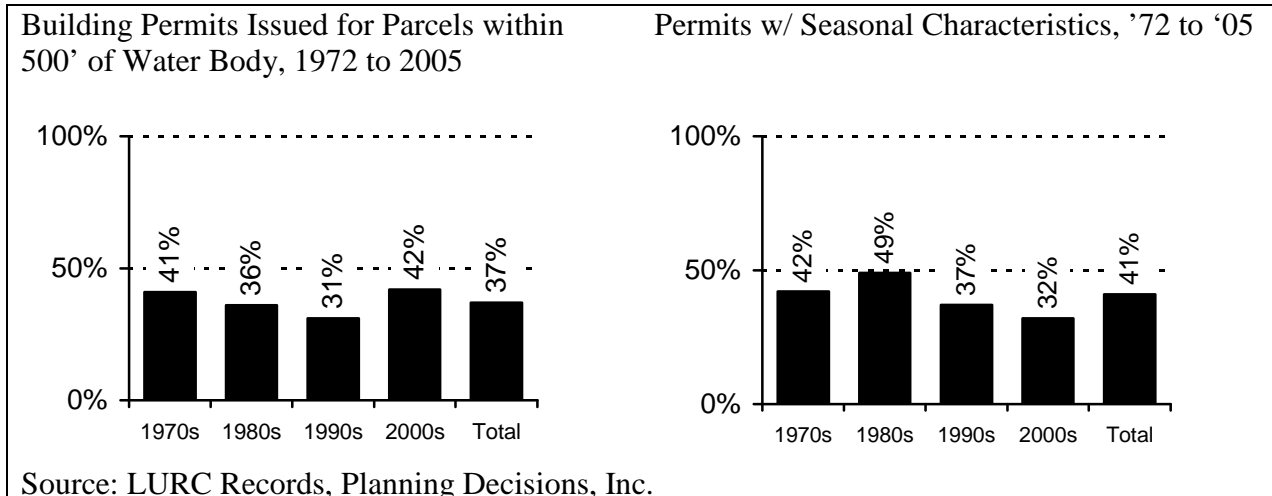 Building Permits Issued for Parcels within
500’ of Water Body, 1972 to 2005
100%
50%
0%
41%
36%
31%
42%
37%
1970s 1980s 1990s 2000s Total
Permits w/ Seasonal Characteristics, ’72 to ‘05
100%
50%
0%
42%
49%
37%
32%
41%
1970s 1980s 1990s 2000s Total
Source: LURC Records, Planning Decisions, Inc.